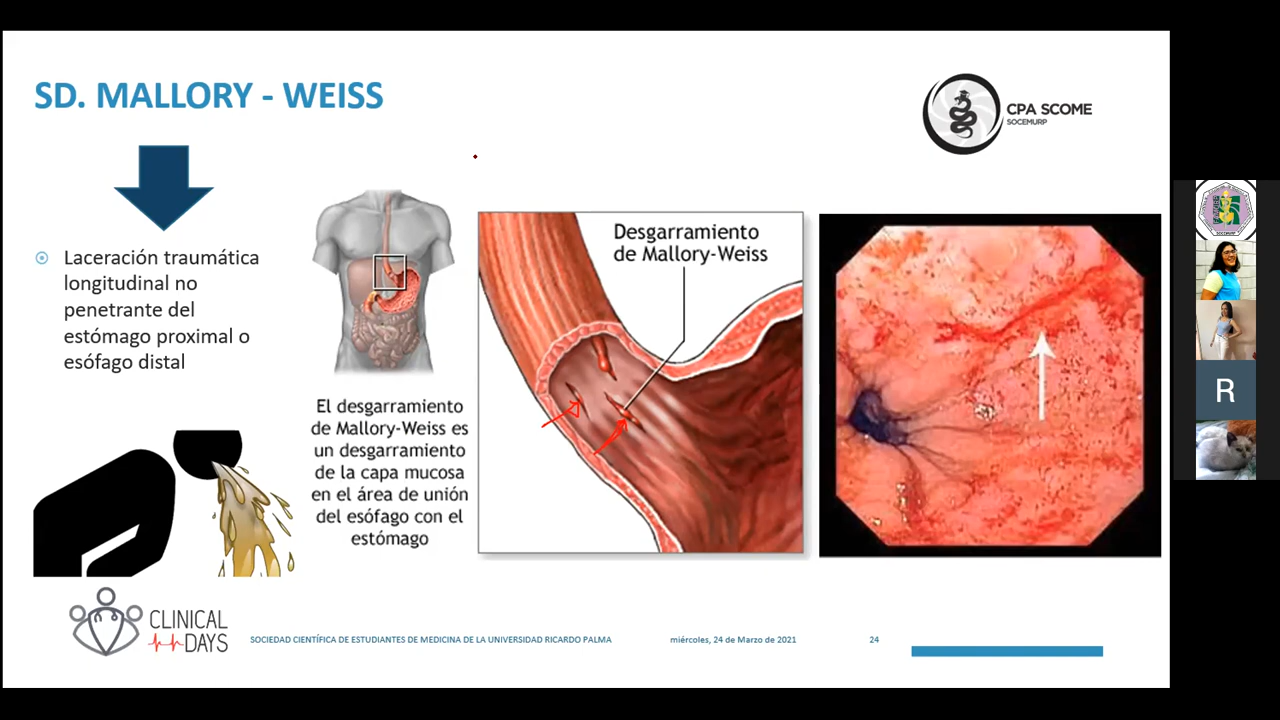 SD. MALLORY - WEISS
CPA SCOME
SOCEMURP
Laceración traumática
longitudinal no
penetrante del
estómago proximal o
esófago distal
El desgarramiento
de Mallory-Weiss es
un desgarramiento
de la capa mucosa
en el área de unión
del esófago con el
estómago
Desgarramiento
de Mallory-Weiss
R
CLINICAL
DAYS
SOCIEDAD CIENTÍFICA DE ESTUDIANTES DE MEDICINA DE LA UNIVERSIDAD RICARDO PALMA
miércoles, 24 de Marzo de 2021
24